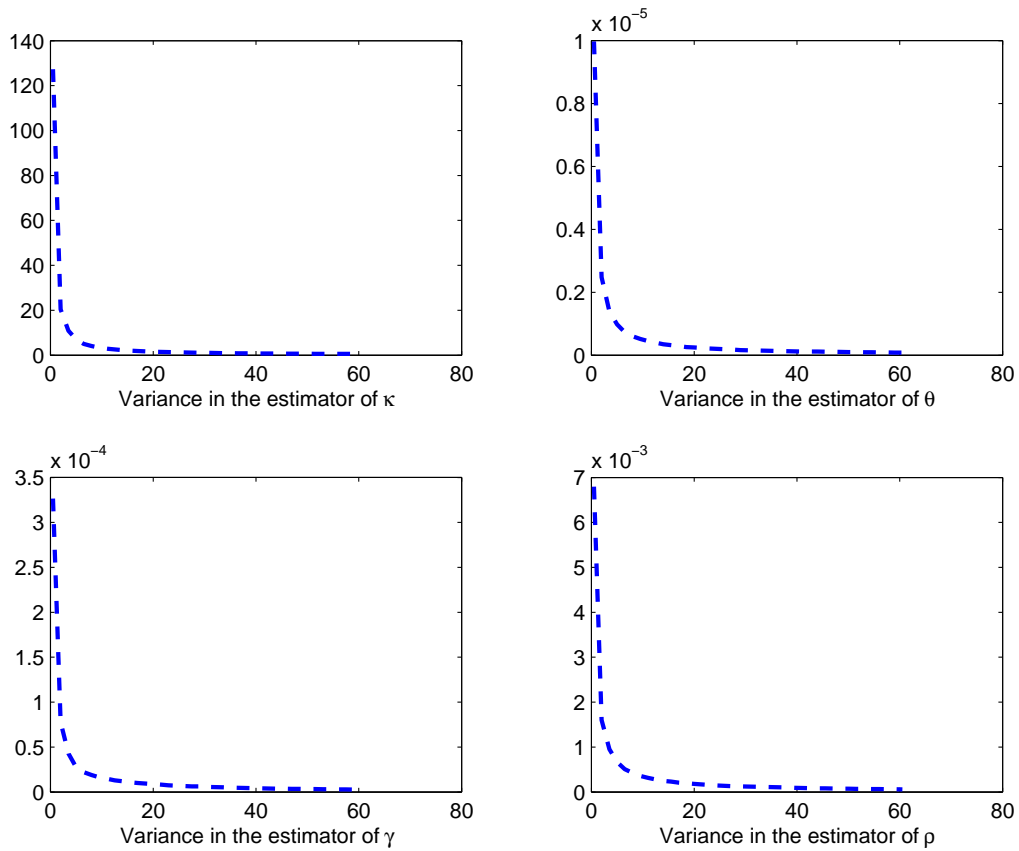 140
120
100
80
60
40
20
0
0 20 40 60 80
Variance in the estimator of κ
x 10⁻⁵
1
0.8
0.6
0.4
0.2
0
0 20 40 60 80
Variance in the estimator of θ
x 10⁻⁴
3.5
3
2.5
2
1.5
1
0.5
0
0 20 40 60 80
Variance in the estimator of γ
x 10⁻³
7
6
5
4
3
2
1
0
0 20 40 60 80
Variance in the estimator of ρ